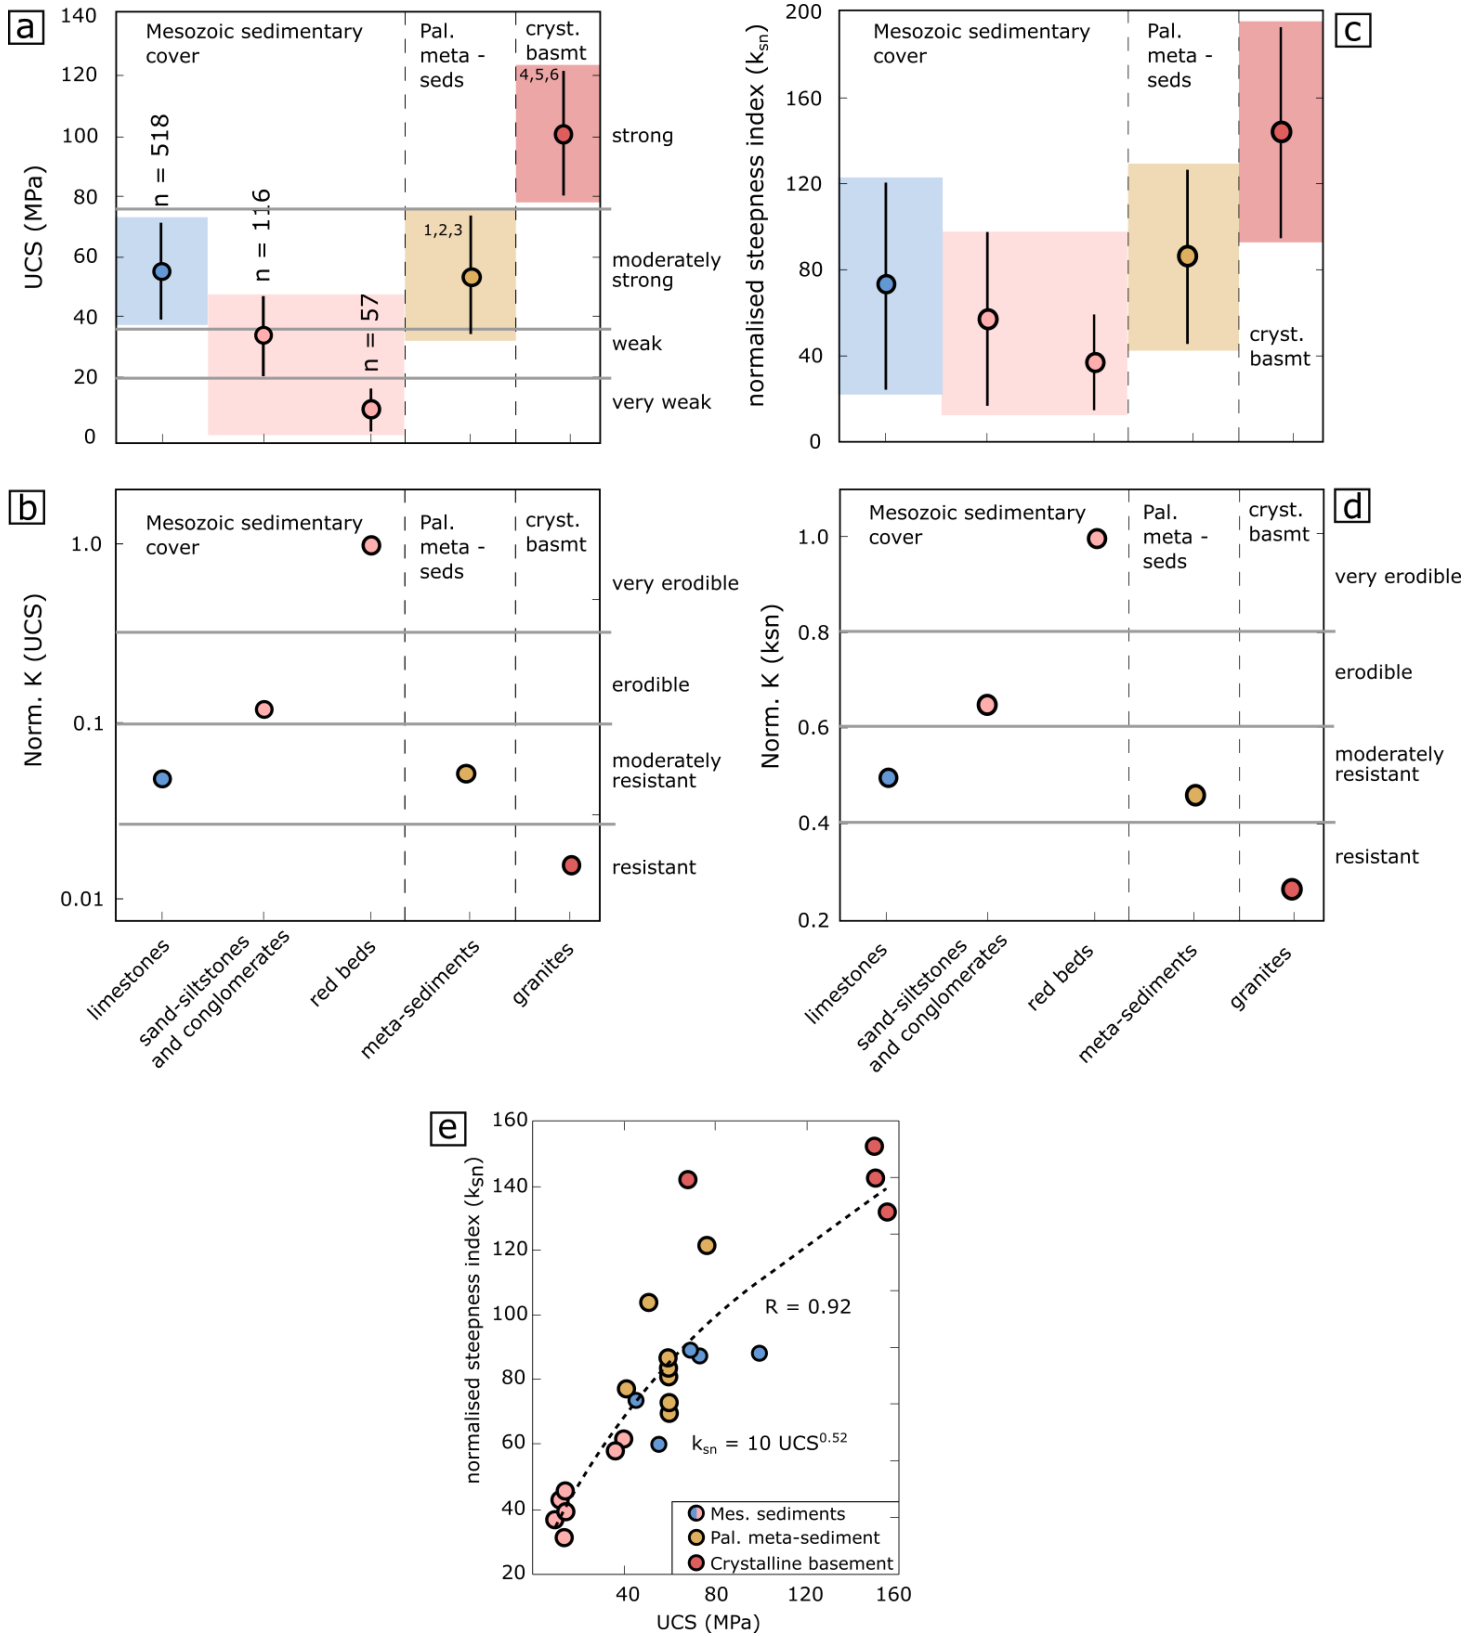 a
140
120
100
80
60
40
20
0
UCS (MPa)
Mesozoic sedimentary
cover
Pal.
meta -
seds
cryst.
basmt
4,5,6
1,2,3
n = 518
n = 116
n = 57
strong
moderately
strong
weak
very weak
c
200
160
120
80
40
0
normalised steepness index (ksn)
Mesozoic sedimentary
cover
Pal.
meta -
seds
cryst.
basmt
b
1.0
0.1
0.01
Norm. K (UCS)
Mesozoic sedimentary
cover
Pal.
meta -
seds
cryst.
basmt
very erodible
erodible
moderately
resistant
resistant
limestones
sand-siltstones
and conglomerates
red beds
meta-sediments
granites
d
1.0
0.8
0.6
0.4
0.2
Norm. K (ksn)
Mesozoic sedimentary
cover
Pal.
meta -
seds
cryst.
basmt
very erodible
erodible
moderately
resistant
resistant
limestones
sand-siltstones
and conglomerates
red beds
meta-sediments
granites
e
160
140
120
100
80
60
40
20
normalised steepness index (ksn)
R = 0.92
ksn = 10 UCS0.52
Mes. sediments
Pal. meta-sediment
Crystalline basement
40
80
120
160
UCS (MPa)